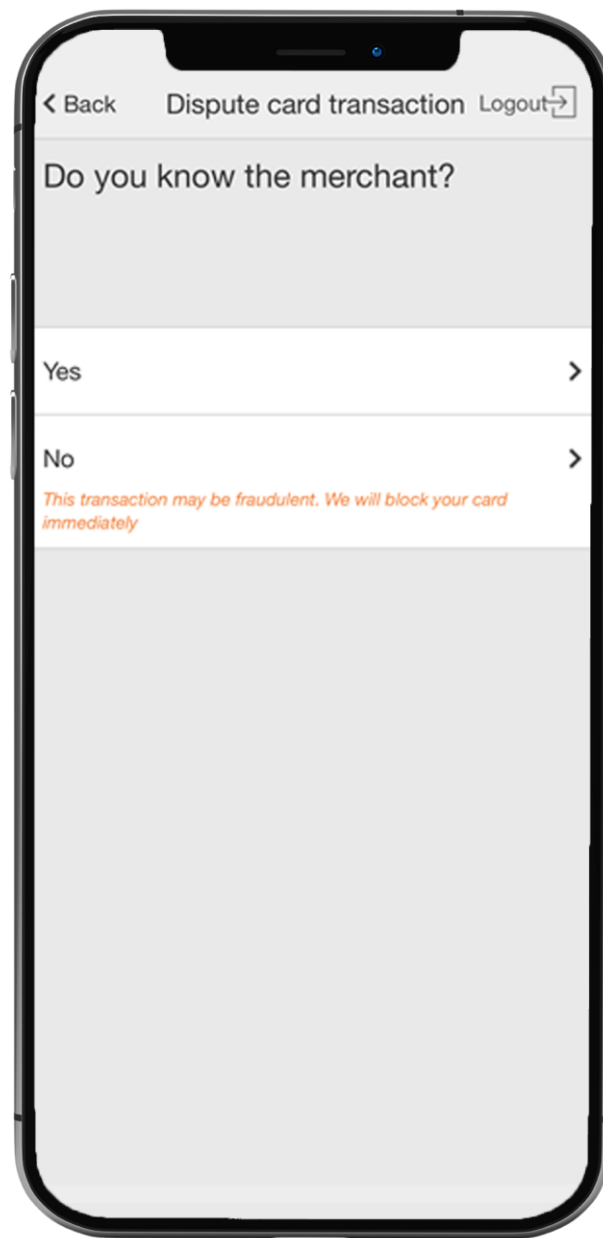 Back Dispute card transaction Logout
Do you know the merchant?
Yes
No
This transaction may be fraudulent. We will block your card
immediately